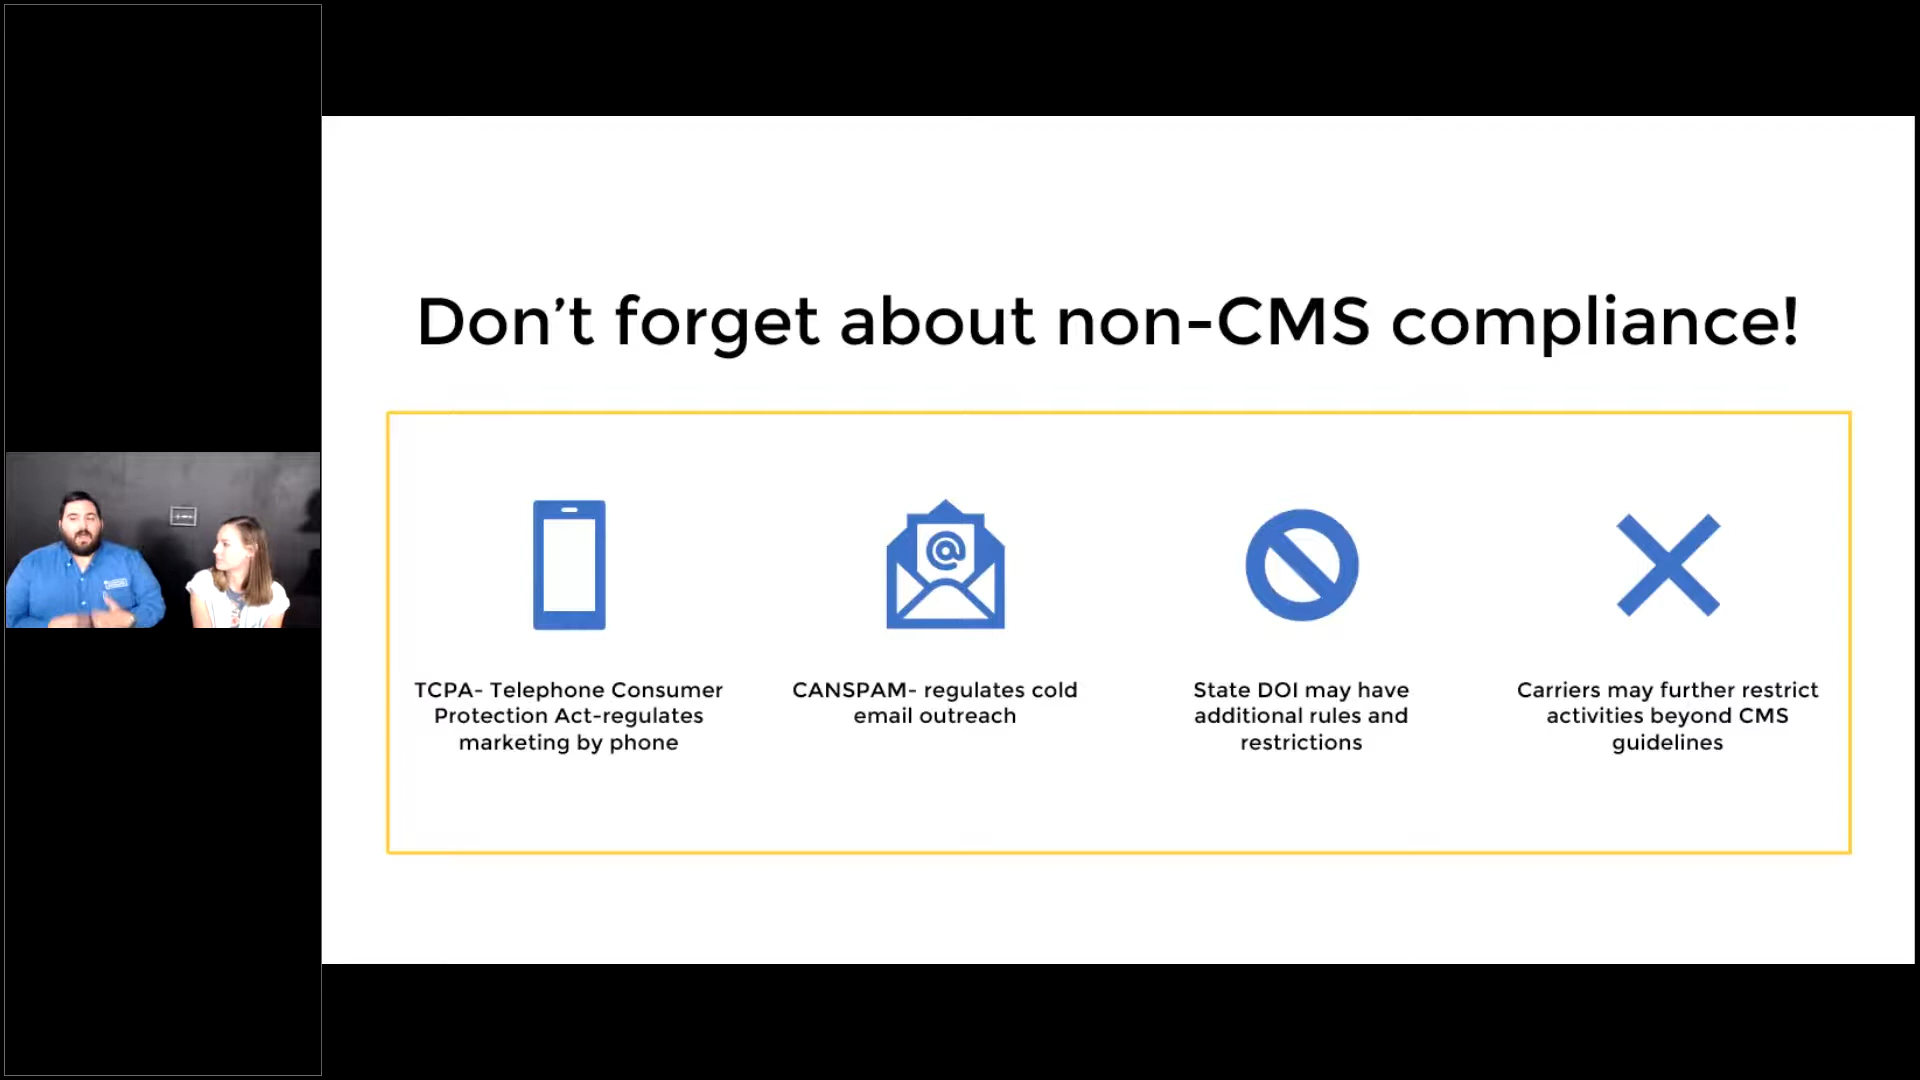 Don’t forget about non-CMS compliance!
@
TCPA- Telephone Consumer
Protection Act-regulates
marketing by phone
CANSPAM- regulates cold
email outreach
State DOI may have
additional rules and
restrictions
Carriers may further restrict
activities beyond CMS
guidelines